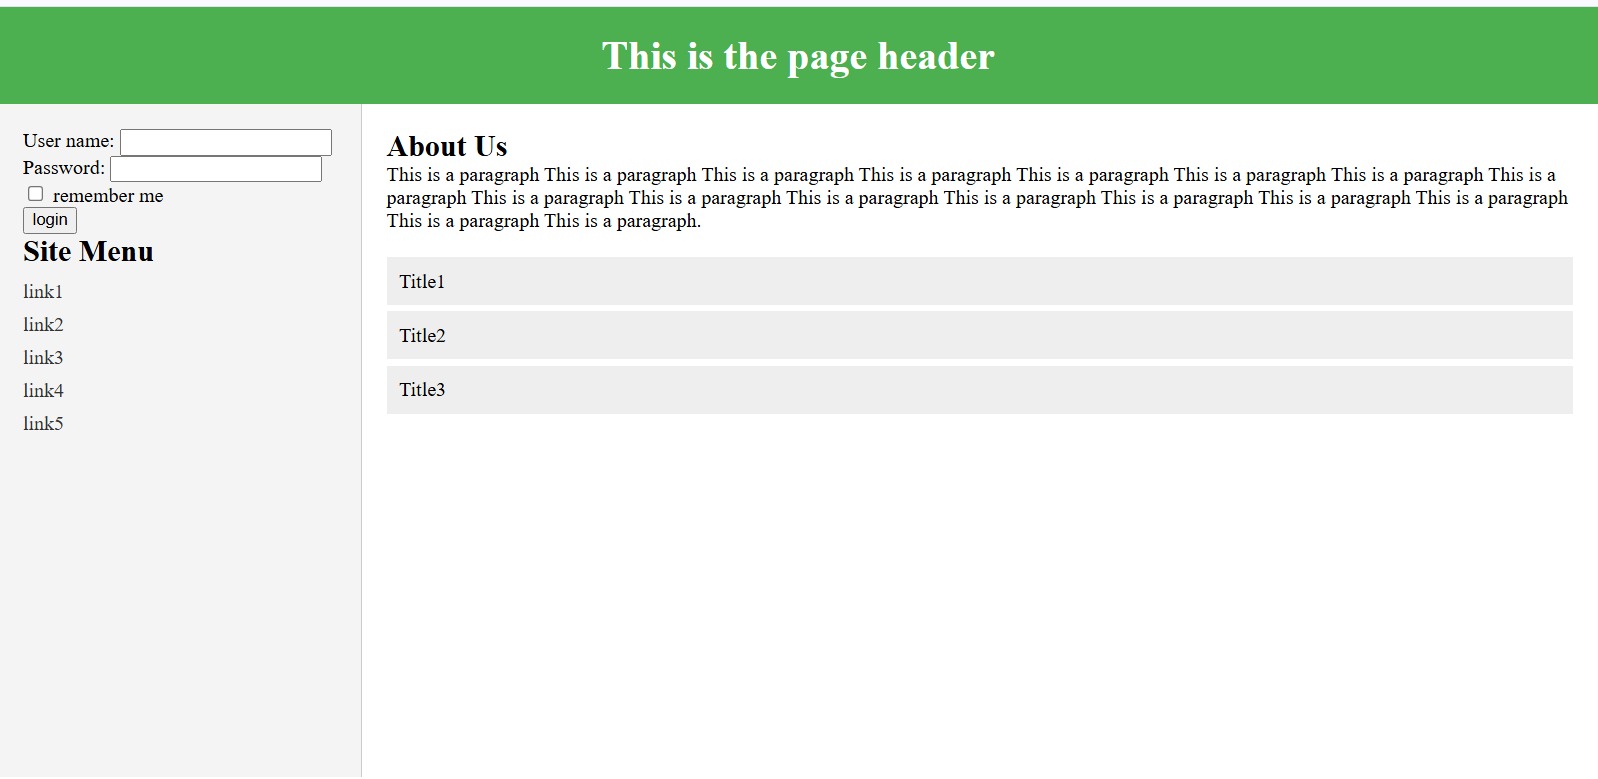 This is the page header
User name:
Password:
remember me
login
Site Menu
link1
link2
link3
link4
link5
About Us
This is a paragraph This is a paragraph This is a paragraph This is a paragraph This is a paragraph This is a paragraph This is a paragraph This is a
paragraph This is a paragraph This is a paragraph This is a paragraph This is a paragraph This is a paragraph This is a paragraph This is a paragraph
This is a paragraph This is a paragraph.
Title1
Title2
Title3